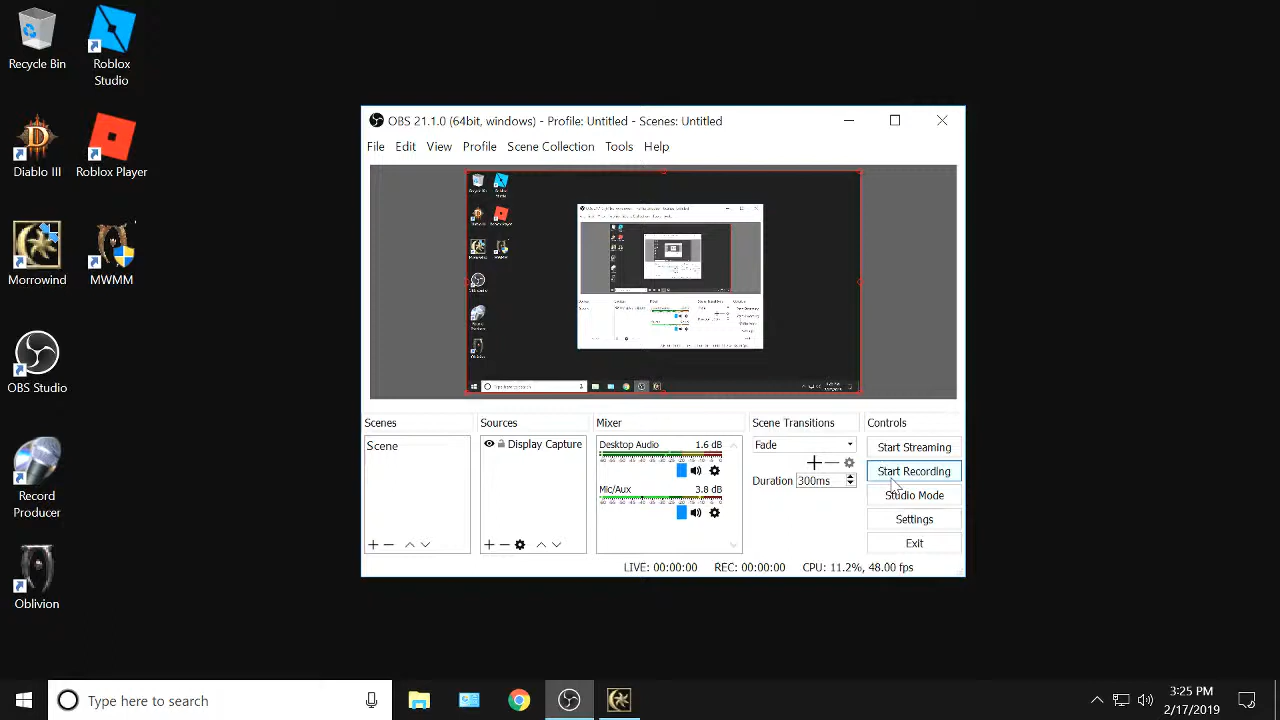 Recycle Bin
Roblox
Studio
Diablo III
Roblox Player
Morrowind
MWMM
OBS Studio
Record
Producer
Oblivion
OBS 21.1.0 (64bit, windows) - Profile: Untitled - Scenes: Untitled
File Edit View Profile Scene Collection Tools Help
Scenes
Sources
Mixer
Scene Transitions
Controls
Scene
Display Capture
Desktop Audio 1.6 dB
Mic/Aux 3.8 dB
Fade
Duration 300ms
Start Streaming
Start Recording
Studio Mode
Settings
Exit
LIVE: 00:00:00 REC: 00:00:00 CPU: 11.2%, 48.00 fps
Type here to search
3:25 PM
2/17/2019